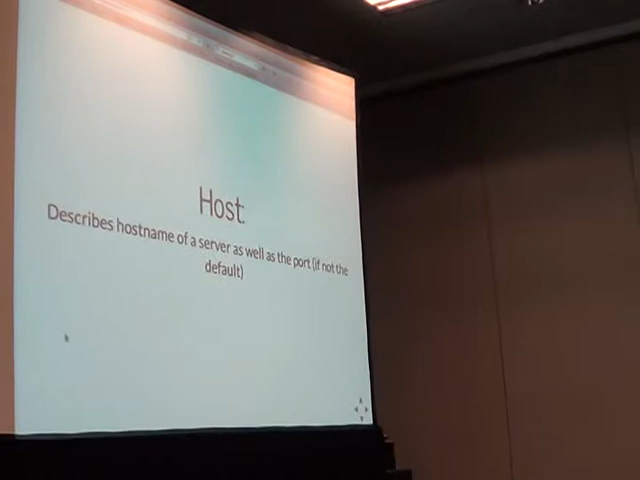 Host:
Describes hostname of a server as well as the port (if not the
default)